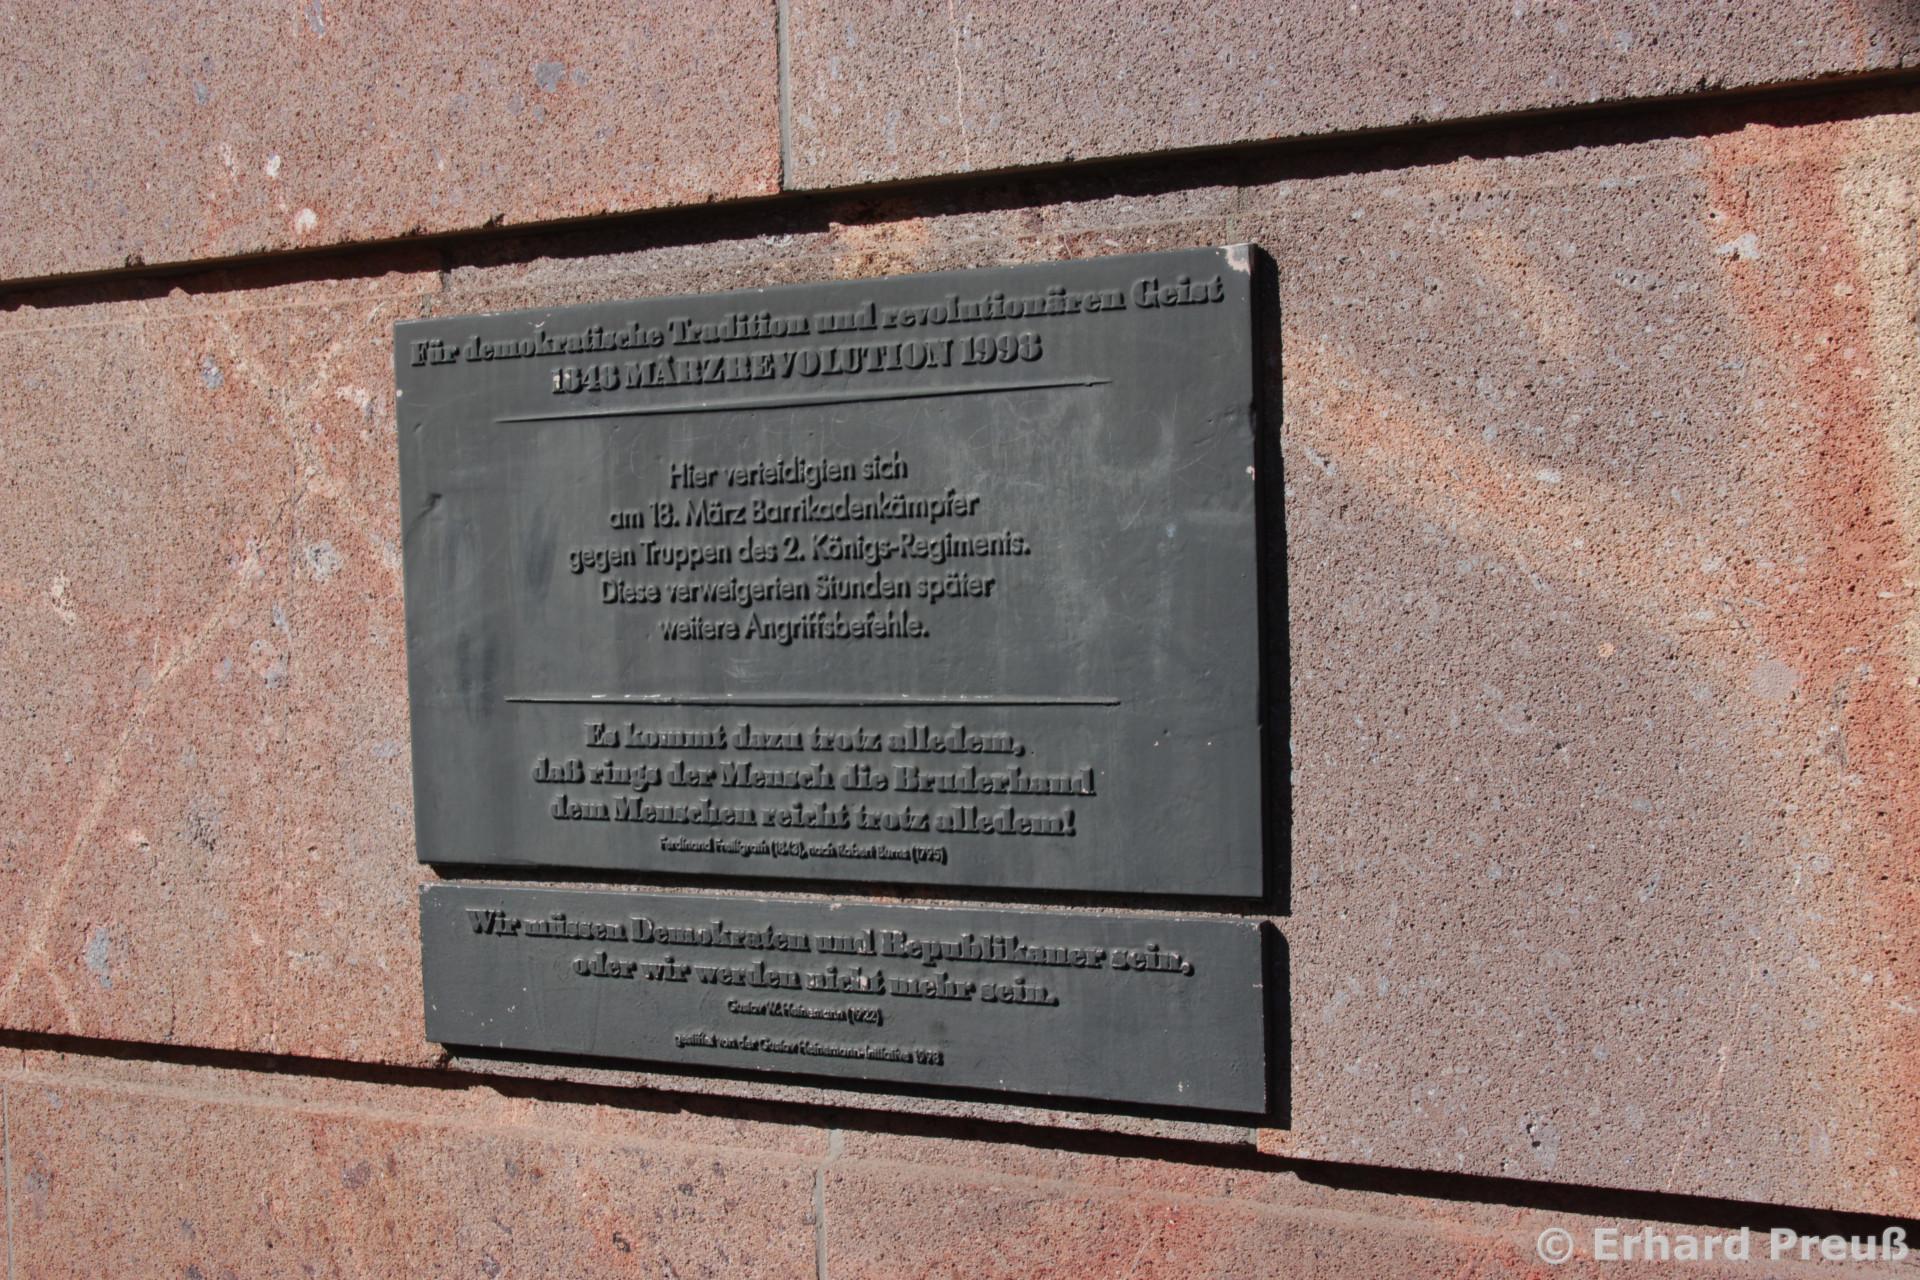 Für demokratische Tradition und revolutionären Geist
1848 MÄRZREVOLUTION 1998
Hier verteidigten sich
am 18. März Barrikadenkämpfer
gegen Truppen des 2. Königs-Regiments.
Diese verweigerten Stunden später
weitere Angriffsbefehle.
Es kommt dazu trotz alledem,
daß rings der Mensch die Bruderhand
dem Menschen reicht trotz alledem!
Ferdinand Freiligrath (1843), nach Robert Burns (1795)
Wir müssen Demokraten und Republikaner sein,
oder wir werden nicht mehr sein.
Gustav W. Heinemann (1922)
gestiftet von der Gustav Heinemann-Initiative 1998
© Erhard Preuß